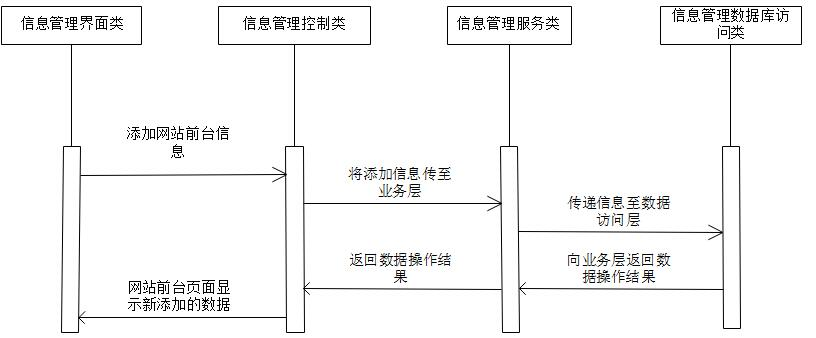 信息管理界面类
信息管理控制类
信息管理服务类
信息管理数据库访
问类
添加网站前台信
息
将添加信息传至
业务层
传递信息至数据
访问层
返回数据操作结
果
向业务层返回数
据操作结果
网站前台页面显
示新添加的数据